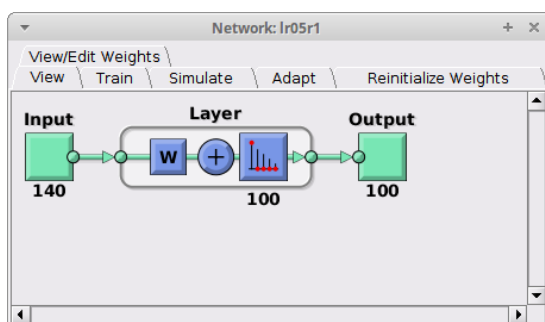 Network: lr05r1
View/Edit Weights
View Train Simulate Adapt Reinitialize Weights
Input Layer Output
W +
140 100 100